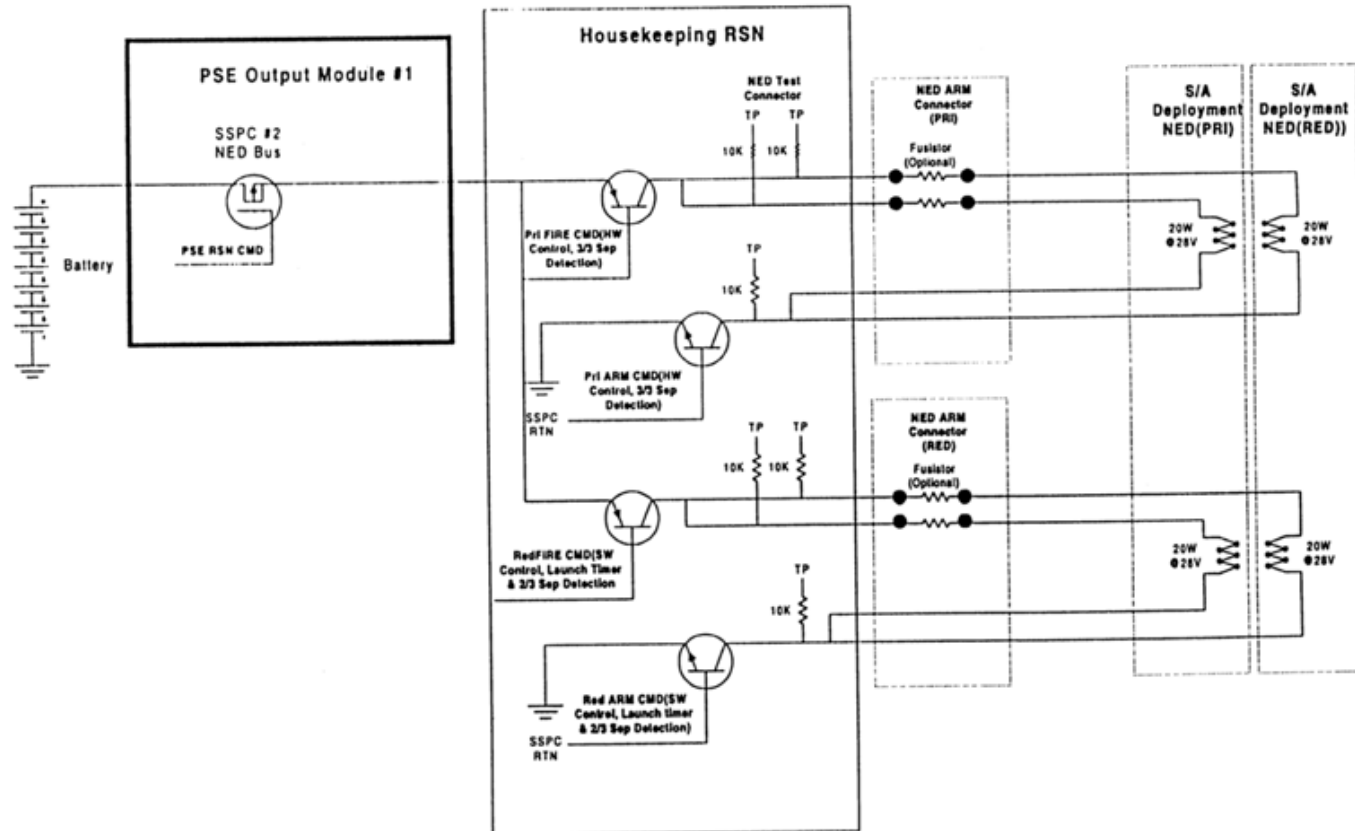 Housekeeping RSN
PSE Output Module #1
SSPC #2
NED Bus
PSE RSN CMD
Battery
NED Test
Connector
TP
TP
10K
10K
Pri FIRE CMD(HW
Control, 3/3 Sep
Detection)
TP
10K
Pri ARM CMD(HW
Control, 3/3 Sep
Detection)
SSPC
RTN
NED ARM
Connector
(PRI)
Fusistor
(Optional)
S/A
Deployment
NED(PRI)
S/A
Deployment
NED(RED))
20W
@28V
20W
@28V
TP
TP
10K
10K
RedFIRE CMD(SW
Control, Launch Timer
& 2/3 Sep Detection
TP
10K
Red ARM CMD(SW
Control, Launch timer
& 2/3 Sep Detection)
SSPC
RTN
NED ARM
Connector
(RED)
Fusistor
(Optional)
20W
@28V
20W
@28V